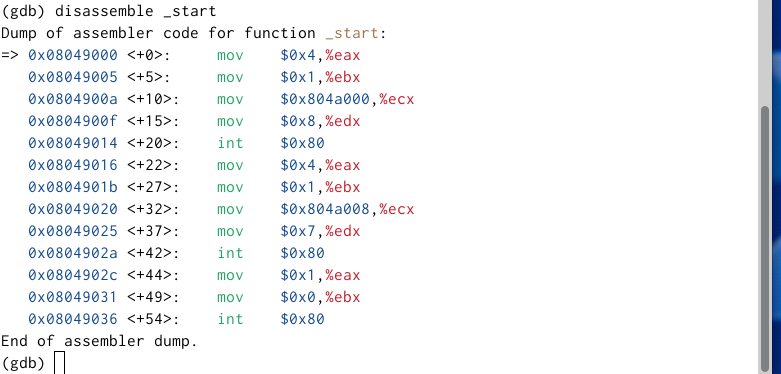 (gdb) disassemble _start
Dump of assembler code for function _start:
=> 0x08049000 <+0>:     mov    $0x4,%eax
   0x08049005 <+5>:     mov    $0x1,%ebx
   0x0804900a <+10>:    mov    $0x804a000,%ecx
   0x0804900f <+15>:    mov    $0x8,%edx
   0x08049014 <+20>:    int    $0x80
   0x08049016 <+22>:    mov    $0x4,%eax
   0x0804901b <+27>:    mov    $0x1,%ebx
   0x08049020 <+32>:    mov    $0x804a008,%ecx
   0x08049025 <+37>:    mov    $0x7,%edx
   0x0804902a <+42>:    int    $0x80
   0x0804902c <+44>:    mov    $0x1,%eax
   0x08049031 <+49>:    mov    $0x0,%ebx
   0x08049036 <+54>:    int    $0x80
End of assembler dump.
(gdb)